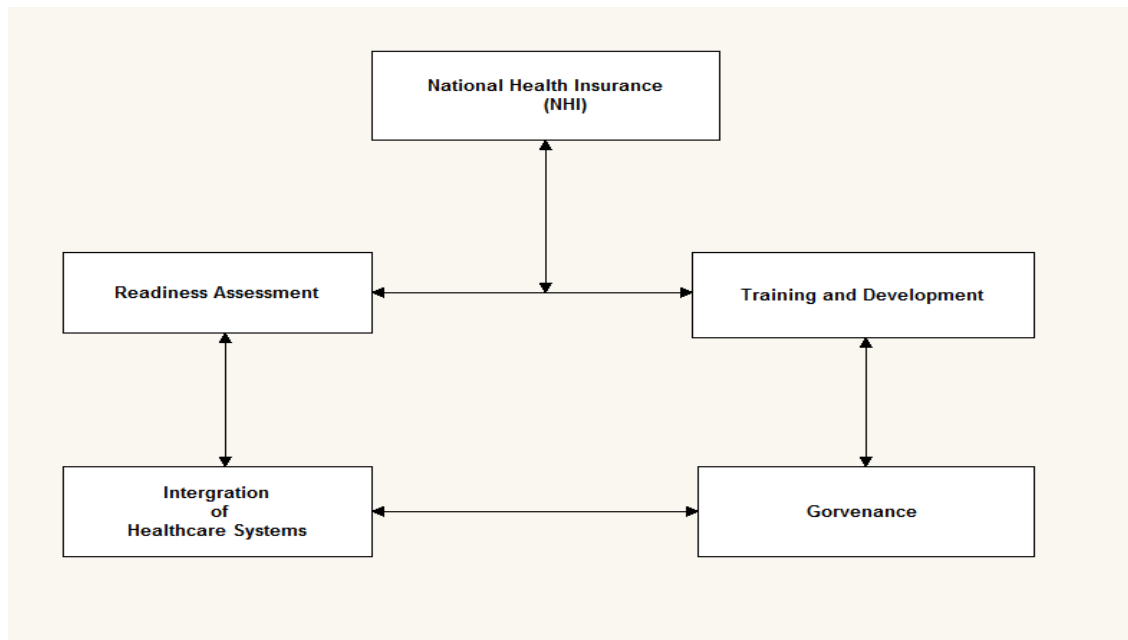 National Health Insurance
(NHI)
Readiness Assessment
Training and Development
Intergration
of
Healthcare Systems
Gorvenance